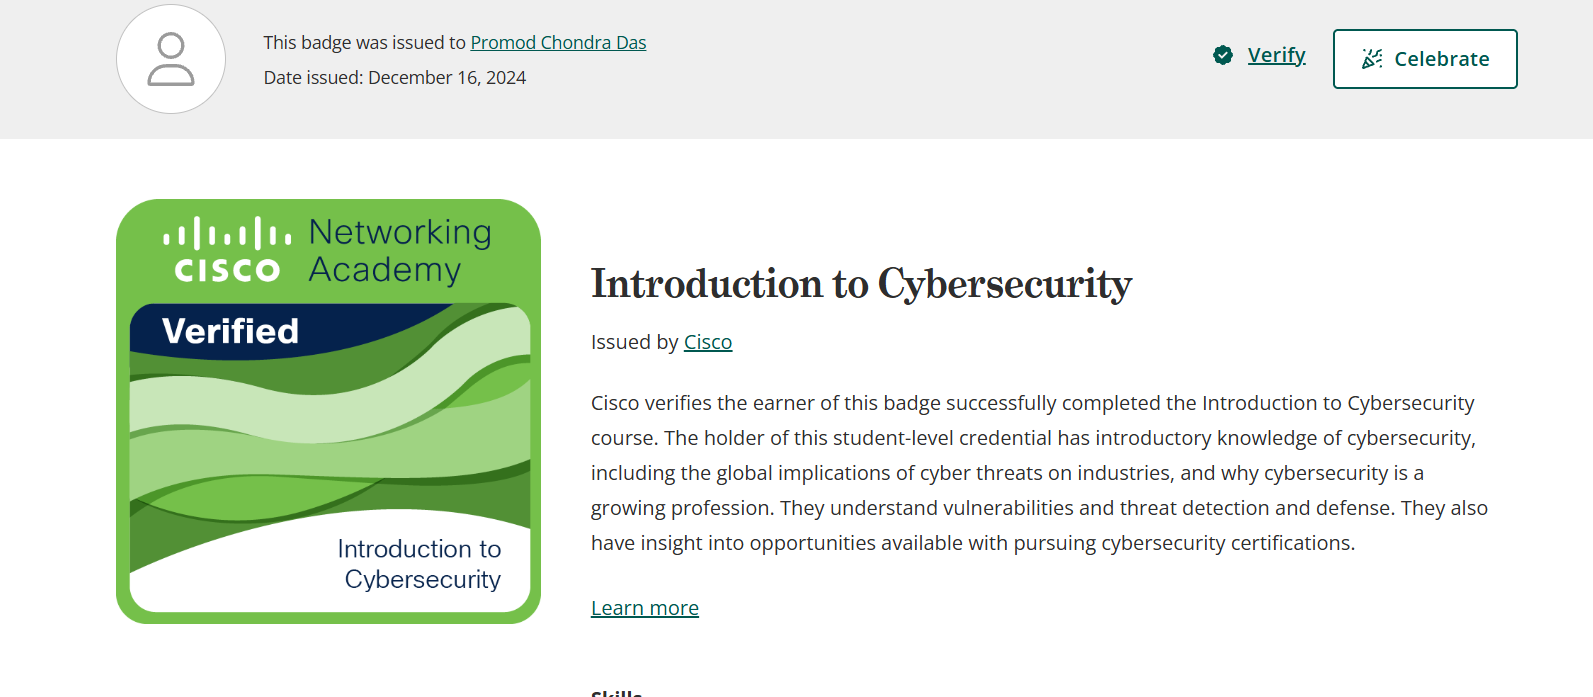 This badge was issued to Promod Chondra Das
Date issued: December 16, 2024
Verify
Celebrate
CISCO
Networking
Academy
Verified
Introduction to
Cybersecurity
Introduction to Cybersecurity
Issued by Cisco
Cisco verifies the earner of this badge successfully completed the Introduction to Cybersecurity
course. The holder of this student-level credential has introductory knowledge of cybersecurity,
including the global implications of cyber threats on industries, and why cybersecurity is a
growing profession. They understand vulnerabilities and threat detection and defense. They also
have insight into opportunities available with pursuing cybersecurity certifications.
Learn more
Skills